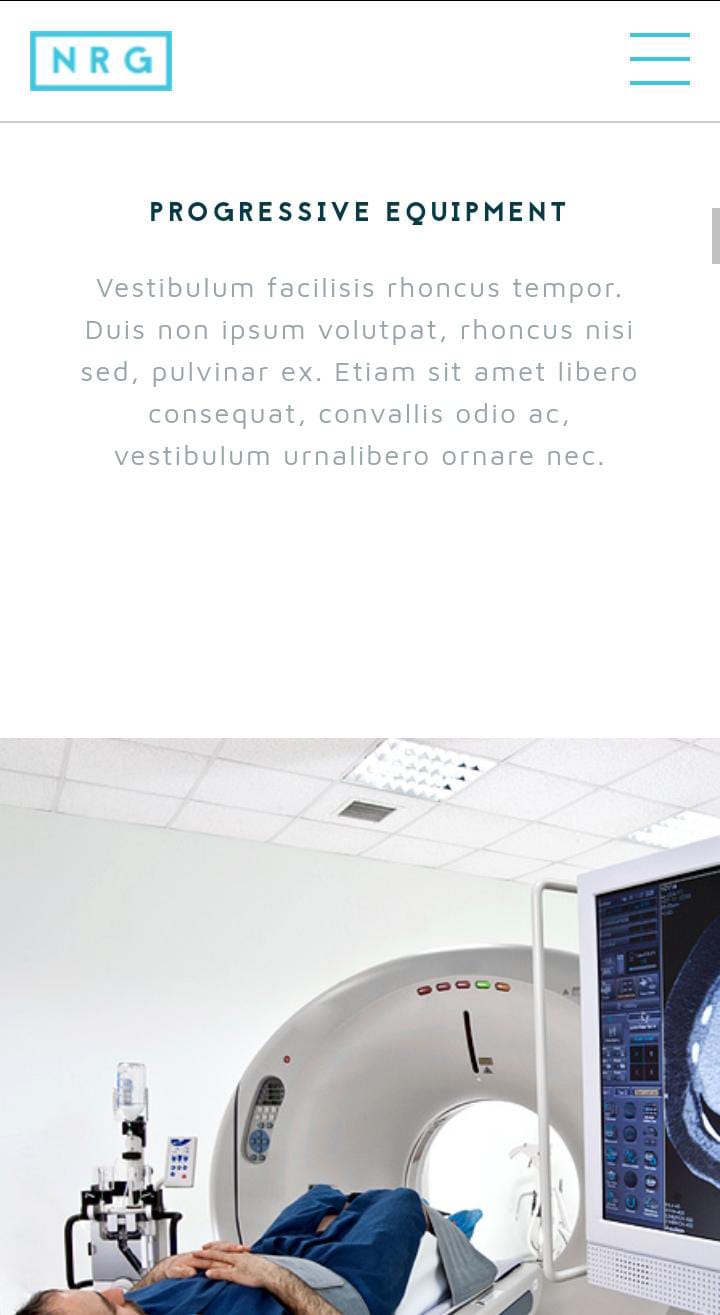 NRG
PROGRESSIVE EQUIPMENT
Vestibulum facilisis rhoncus tempor.
Duis non ipsum volutpat, rhoncus nisi
sed, pulvinar ex. Etiam sit amet libero
consequat, convallis odio ac,
vestibulum urnalibero ornare nec.